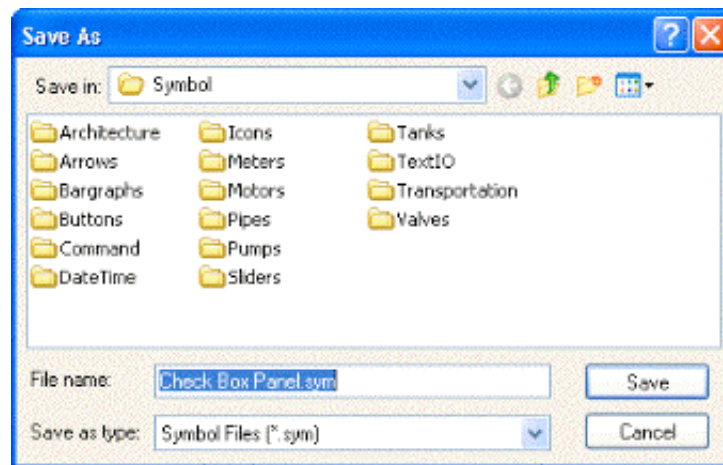 Save As
Save in: Symbol
Architecture Icons Tanks
Arrows Meters TextIO
Bargraphs Motors Transportation
Buttons Pipes Valves
Command Pumps
DateTime Sliders
File name: Check Box Panel.sym Save
Save as type: Symbol Files (*.sym) Cancel